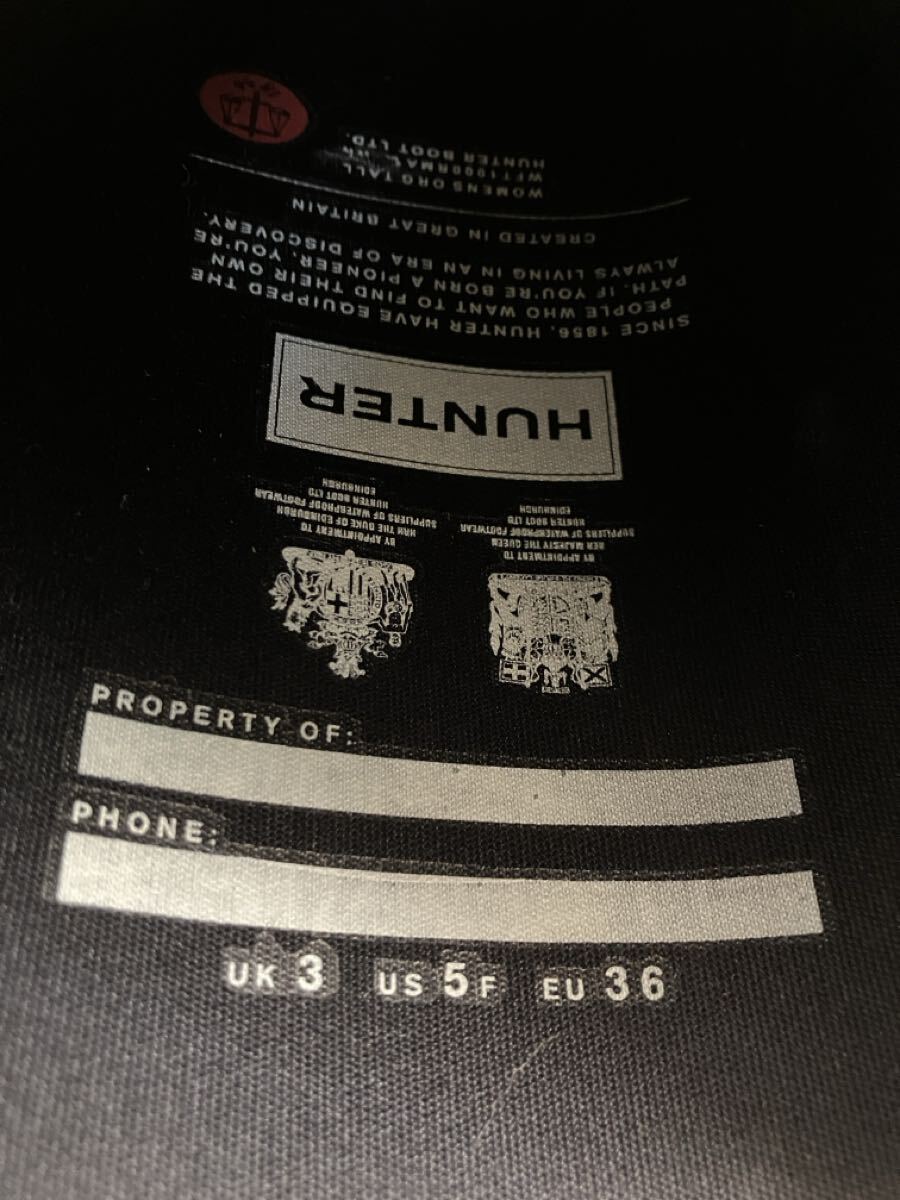 PROPERTY OF:
PHONE:
UK 3 US 5F EU 36
BY APPOINTMENT TO
HER MAJESTY THE QUEEN
SUPPLIERS OF WATERPROOF FOOTWEAR
HUNTER BOOT LTD
EDINBURGH
BY APPOINTMENT TO
HRH THE DUKE OF EDINBURGH
SUPPLIERS OF WATERPROOF FOOTWEAR
HUNTER BOOT LTD
EDINBURGH
HUNTER
SINCE 1856, HUNTER HAVE EQUIPPED THE
PEOPLE WHO WANT TO FIND THEIR OWN
PATH. IF YOU'RE BORN A PIONEER, YOU'RE
ALWAYS LIVING IN AN ERA OF DISCOVERY.
CREATED IN GREAT BRITAIN
WOMENS ORG TALL
HUNTER BOOT LTD.